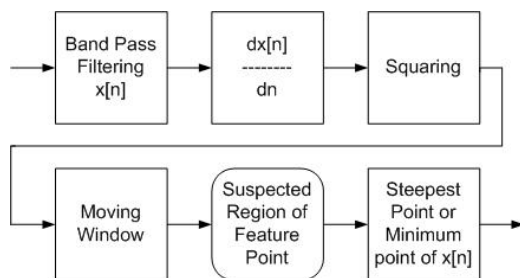 Band Pass
Filtering
x[n]
dx[n]
--------
dn
Squaring
Moving
Window
Suspected
Region of
Feature
Point
Steepest
Point or
Minimum
point of x[n]